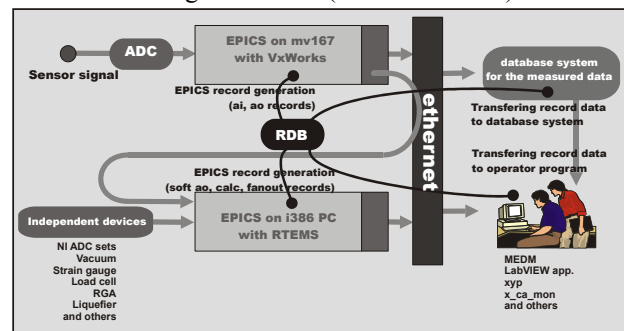 ADC
EPICS on mv167
with VxWorks
Sensor signal
database system
for the measured data
EPICS record generation
(ai, ao records)
Transfering record data
to database system
RDB
ethernet
Transfering record data
to operator program
EPICS record generation
(soft ao, calc, fanout records)
Independent devices
EPICS on i386 PC
with RTEMS
NI ADC sets
Vacuum
Strain gauge
Load cell
RGA
Liquefier
and others
MEDM
LabVIEW app.
xyp
x_ca_mon
and others